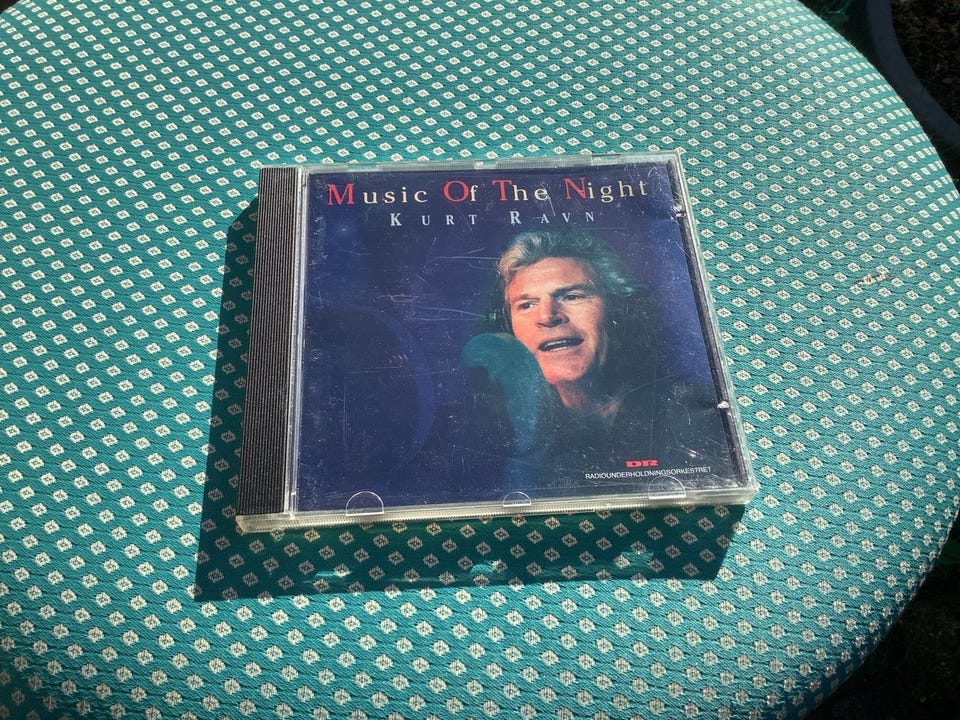 Music Of The Night
Kurt Ravn
DR
RADIOUNDERHOLDNINGSORKESTRET